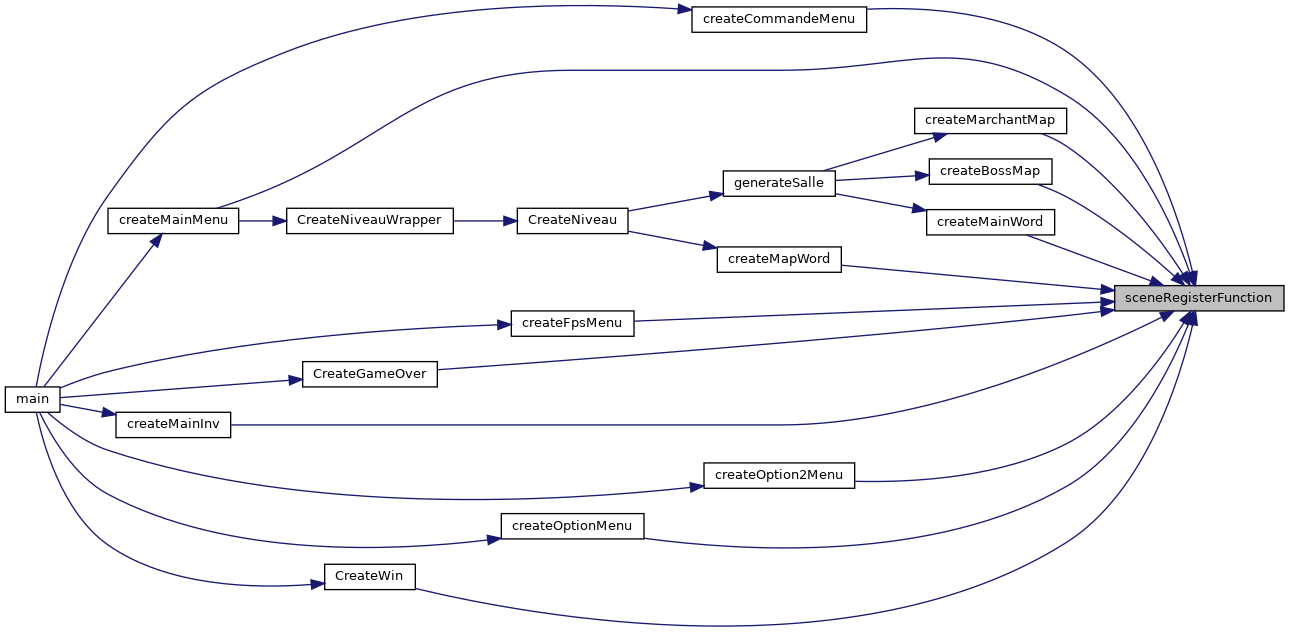 createCommandeMenu
createMarchantMap
createBossMap
generateSalle
createMainWord
createMainMenu
CreateNiveauWrapper
CreateNiveau
createMapWord
sceneRegisterFunction
createFpsMenu
CreateGameOver
main
createMainInv
createOption2Menu
createOptionMenu
CreateWin